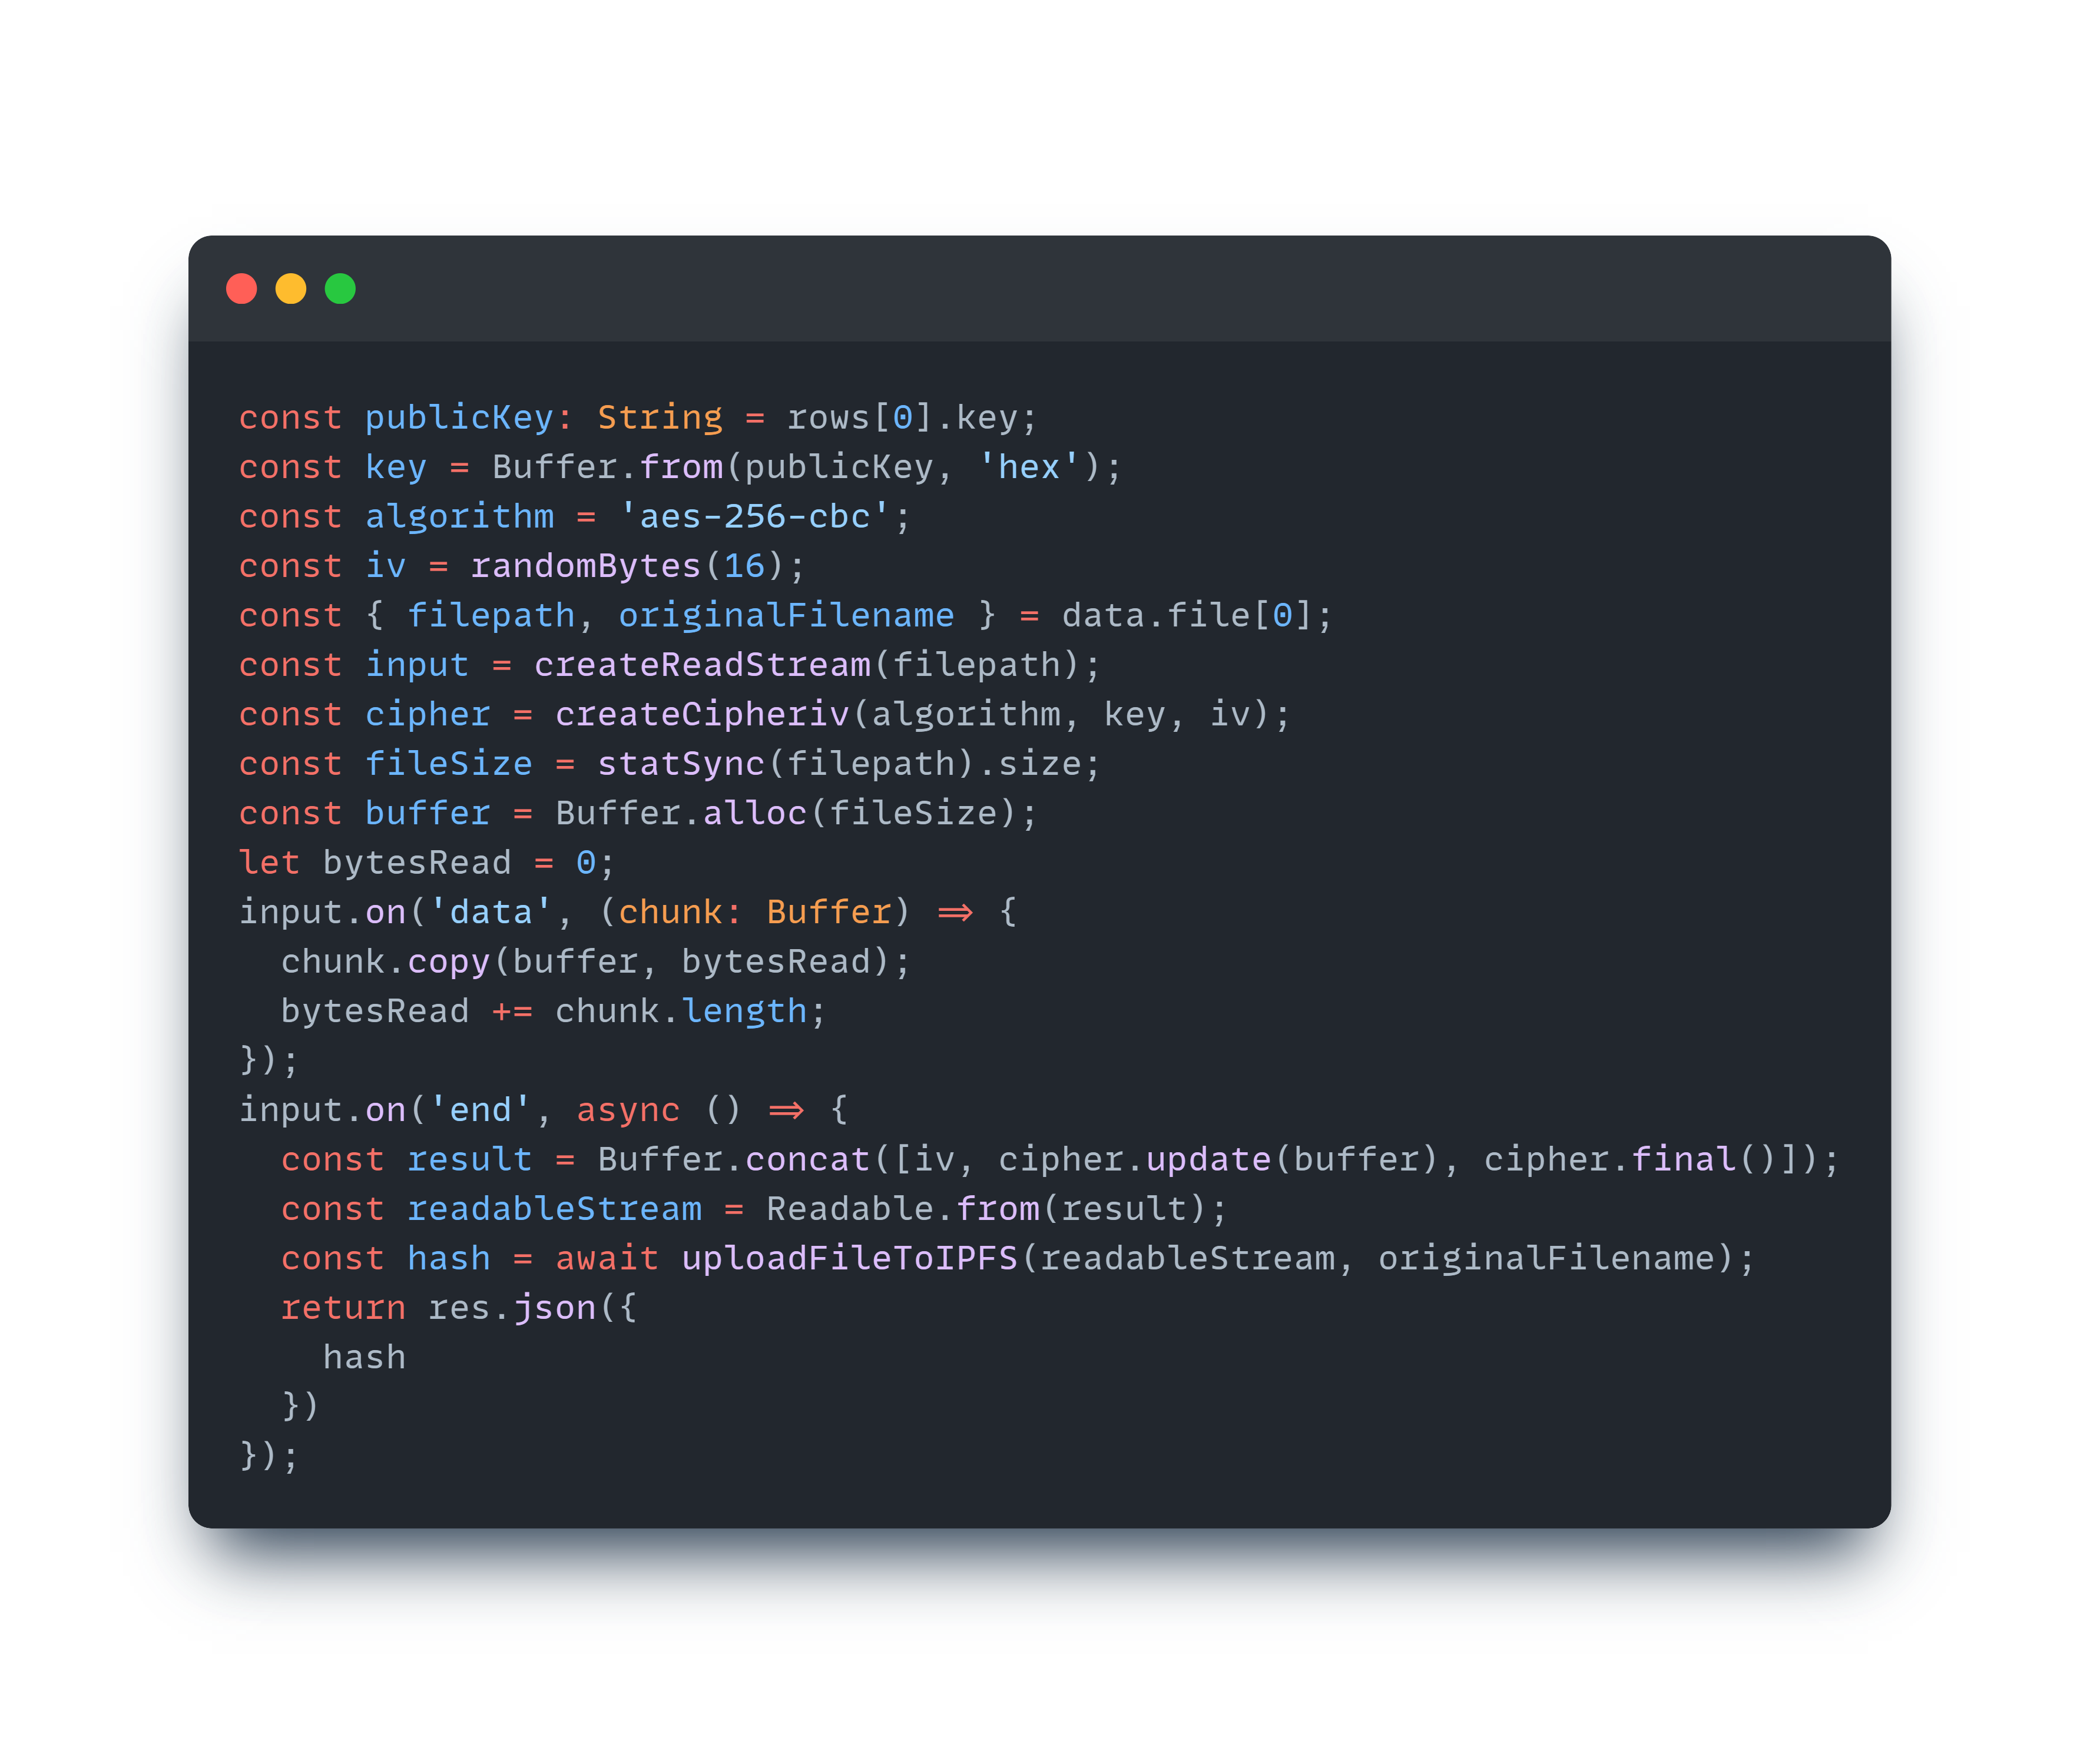 const publicKey: String = rows[0].key;
const key = Buffer.from(publicKey, 'hex');
const algorithm = 'aes-256-cbc';
const iv = randomBytes(16);
const { filepath, originalFilename } = data.file[0];
const input = createReadStream(filepath);
const cipher = createCipheriv(algorithm, key, iv);
const fileSize = statSync(filepath).size;
const buffer = Buffer.alloc(fileSize);
let bytesRead = 0;
input.on('data', (chunk: Buffer) => {
  chunk.copy(buffer, bytesRead);
  bytesRead += chunk.length;
});
input.on('end', async () => {
  const result = Buffer.concat([iv, cipher.update(buffer), cipher.final()]);
  const readableStream = Readable.from(result);
  const hash = await uploadFileToIPFS(readableStream, originalFilename);
  return res.json({
    hash
  })
});